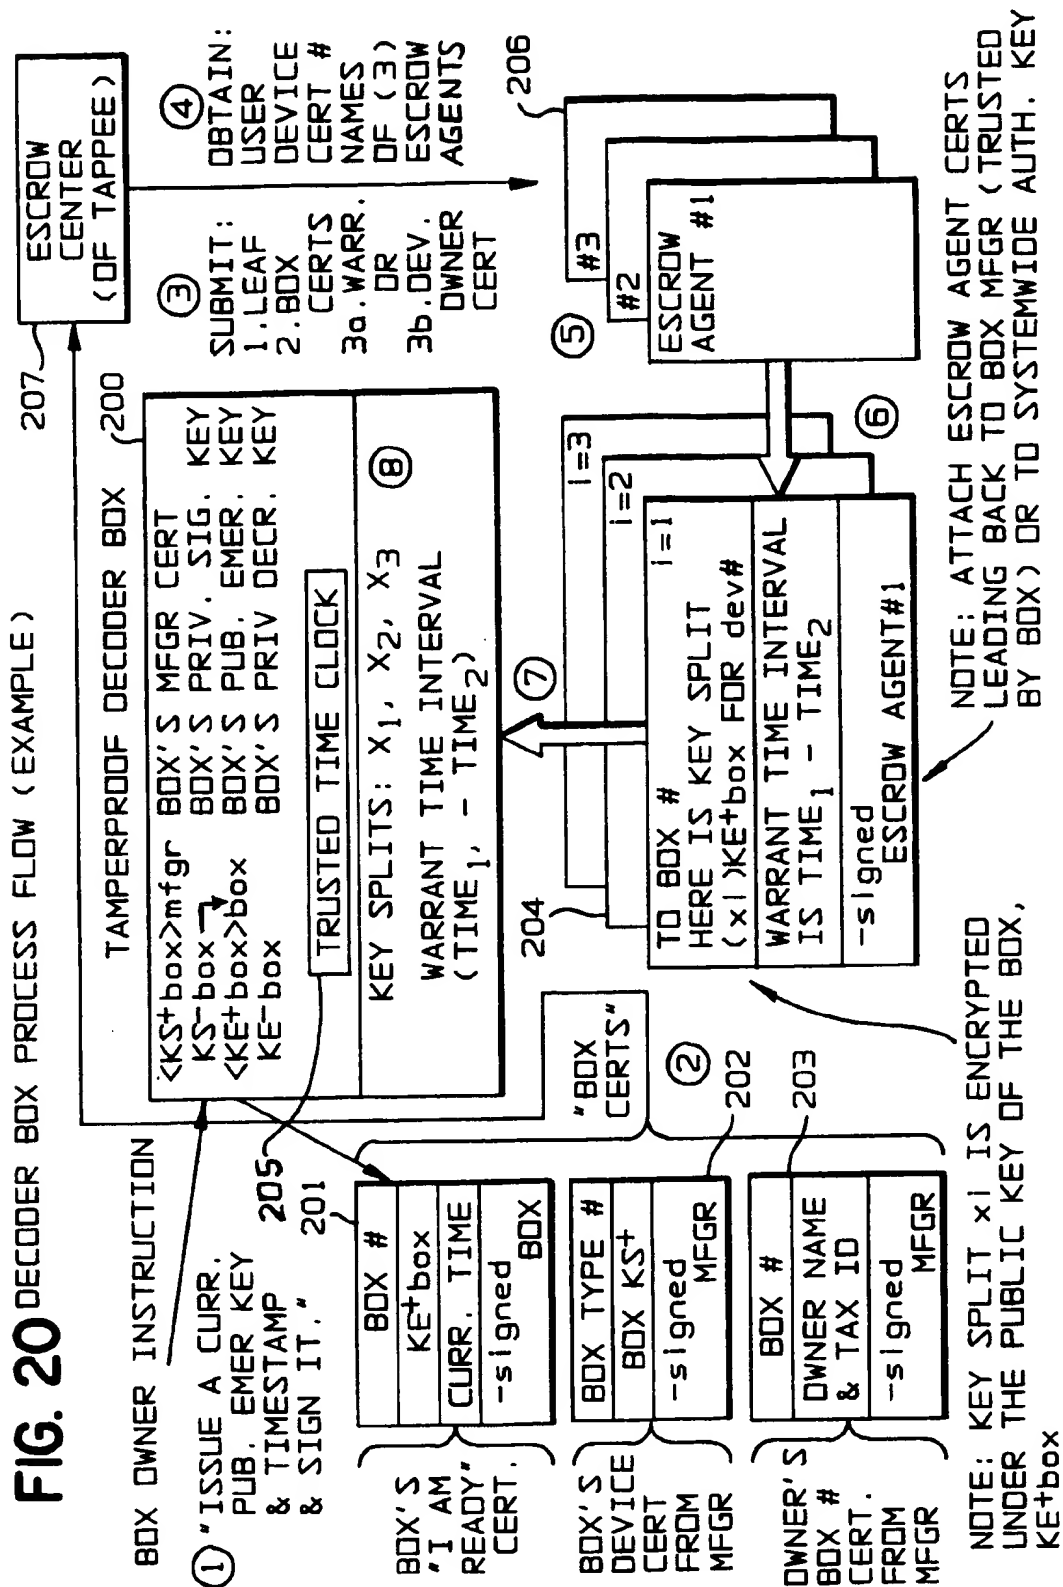 FIG. 20 DECODER BOX PROCESS FLOW (EXAMPLE)
BOX OWNER INSTRUCTION
① "ISSUE A CURR.
PUB. EMER KEY
& TIMESTAMP
& SIGN IT."
TAMPERPROOF DECODER BOX
200
<KS+box>mfgr BOX'S MFGR CERT
KS-box BOX'S PRIV. SIG. KEY
<KE+box>box BOX'S PUB. EMER. KEY
KE-box BOX'S PRIV DECR. KEY
TRUSTED TIME CLOCK
205
KEY SPLITS: X1, X2, X3
⑧
WARRANT TIME INTERVAL
(TIME1, - TIME2)
207
ESCROW
CENTER
(OF TAPPEE)
③
SUBMIT:
1.LEAF
2.BOX
CERTS
3a.WARR.
OR
3b.DEV.
OWNER
CERT
④
OBTAIN:
USER
DEVICE
CERT #
NAMES
OF (3)
ESCROW
AGENTS
BOX'S
"I AM
READY"
CERT.
201
BOX #
KE+box
CURR. TIME
-signed
BOX
BOX'S
DEVICE
CERT
FROM
MFGR
BOX TYPE #
BOX KS+
-signed
MFGR
202
OWNER'S
BOX #
CERT.
FROM
MFGR
BOX #
OWNER NAME
& TAX ID
-signed
MFGR
203
"BOX
CERTS"
②
204
⑦
i=3
i=2
i=1
TO BOX #
HERE IS KEY SPLIT
(xi)KE+box FOR dev#
WARRANT TIME INTERVAL
IS TIME1 - TIME2
-signed
ESCROW AGENT#1
⑥
⑤
206
#3
#2
ESCROW
AGENT #1
NOTE: KEY SPLIT xi IS ENCRYPTED
UNDER THE PUBLIC KEY OF THE BOX,
KE+box
NOTE: ATTACH ESCROW AGENT CERTS
LEADING BACK TO BOX MFGR (TRUSTED
BY BOX) OR TO SYSTEMWIDE AUTH. KEY